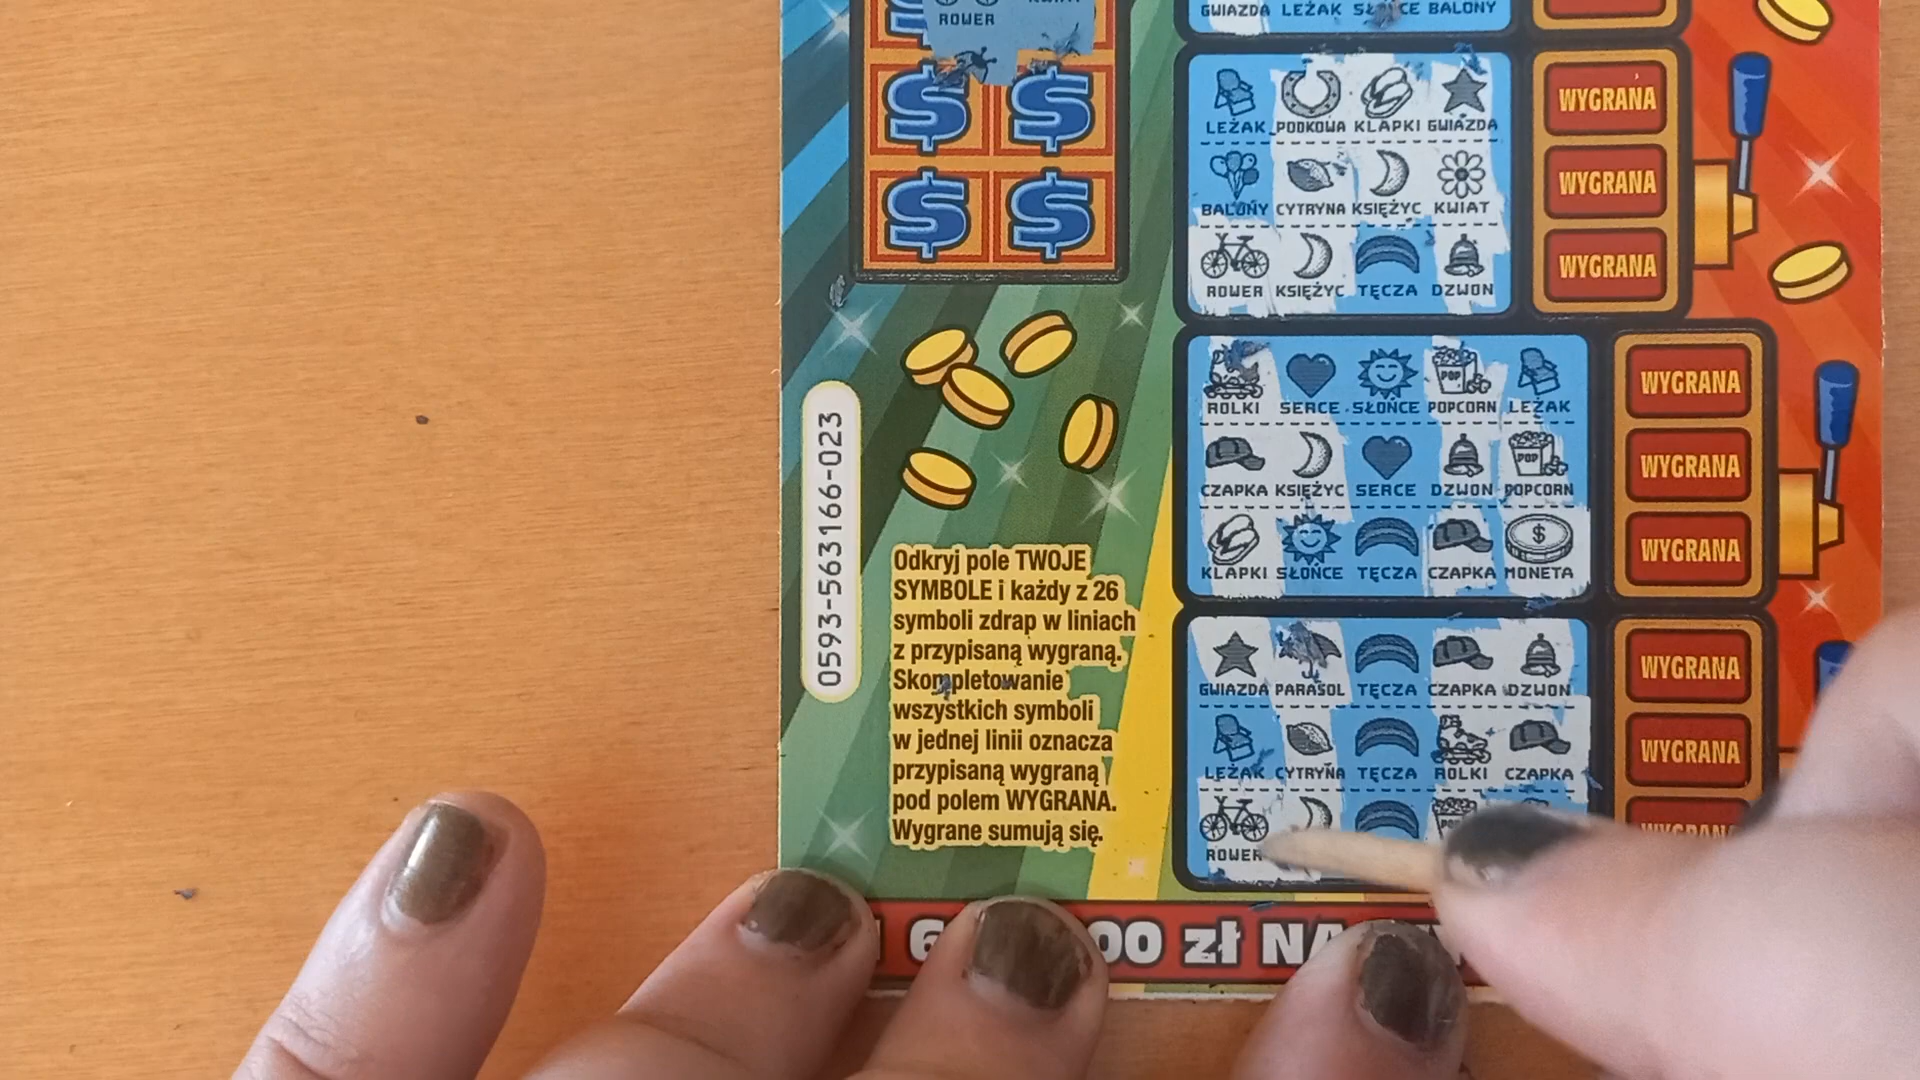 ROWER
GWIAZDA LEŻAK SŁOŃCE BALONY
LEŻAK PODKOWA KLAPKI GWIAZDA
BALONY CYTRYNA KSIĘŻYC KWIAT
ROWER KSIĘŻYC TĘCZA DZWON
WYGRANA
WYGRANA
WYGRANA
ROLKI SERCE SŁOŃCE POPCORN LEŻAK
CZAPKA KSIĘŻYC SERCE DZWON POPCORN
KLAPKI SŁOŃCE TĘCZA CZAPKA MONETA
WYGRANA
WYGRANA
WYGRANA
0593-563166-023
Odkryj pole TWOJE
SYMBOLE i każdy z 26
symboli zdrap w liniach
z przypisaną wygraną.
Skompletowanie
wszystkich symboli
w jednej linii oznacza
przypisaną wygraną
pod polem WYGRANA.
Wygrane sumują się.
GWIAZDA PARASOL TĘCZA CZAPKA DZWON
LEŻAK CYTRYNA TĘCZA ROLKI CZAPKA
ROWER
WYGRANA
WYGRANA
WYGRANA
00 zł